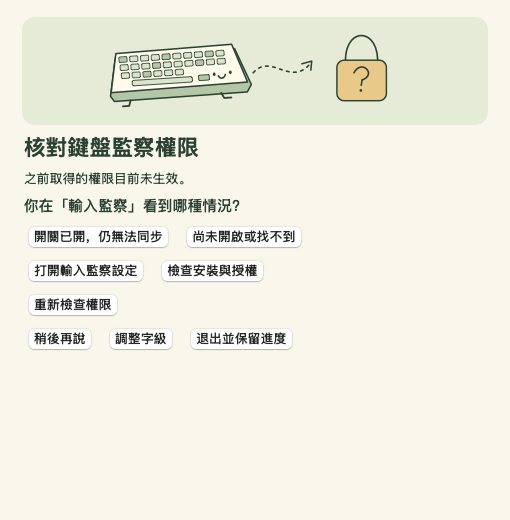 核對鍵盤監察權限
之前取得的權限目前未生效。
你在「輸入監察」看到哪種情況?
開關已開，仍無法同步 尚未開啟或找不到
打開輸入監察設定 檢查安裝與授權
重新檢查權限
稍後再說 調整字級 退出並保留進度